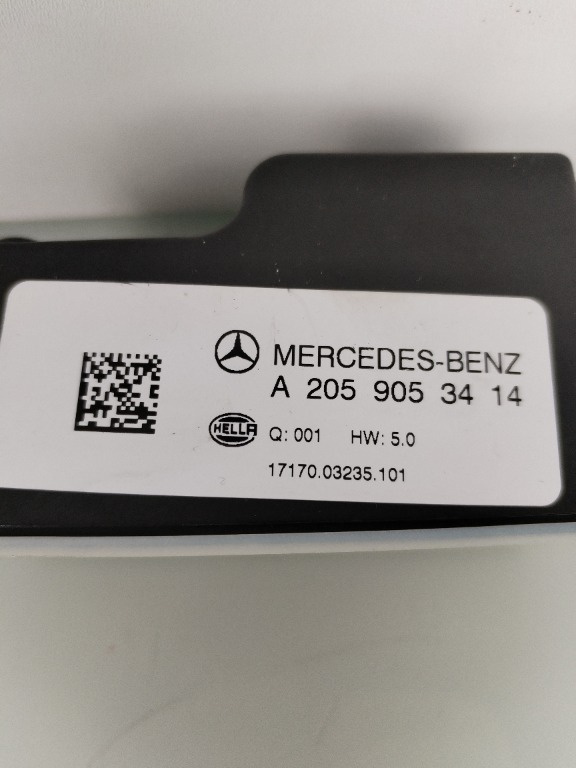 MERCEDES-BENZ
A 205 905 34 14
HELLA Q: 001 HW: 5.0
17170.03235.101